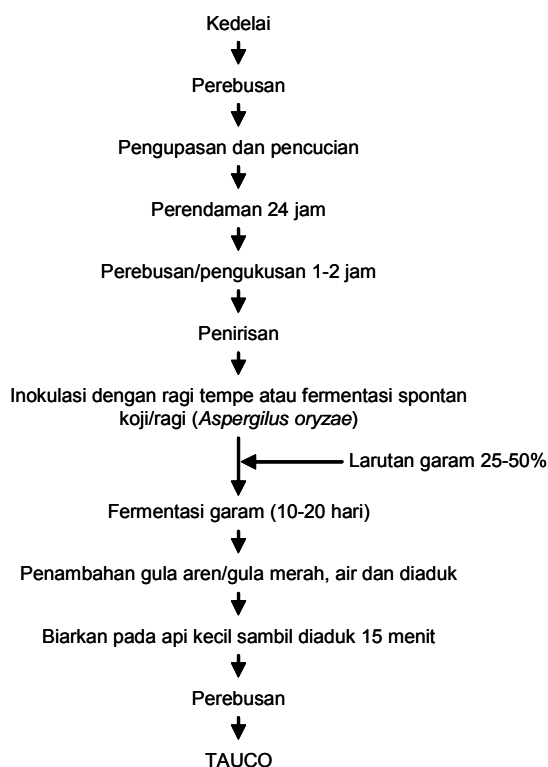 Kedelai
Perebusan
Pengupasan dan pencucian
Perendaman 24 jam
Perebusan/pengukusan 1-2 jam
Penirisan
Inokulasi dengan ragi tempe atau fermentasi spontan
koji/ragi (Aspergilus oryzae)
Larutan garam 25-50%
Fermentasi garam (10-20 hari)
Penambahan gula aren/gula merah, air dan diaduk
Biarkan pada api kecil sambil diaduk 15 menit
Perebusan
TAUCO